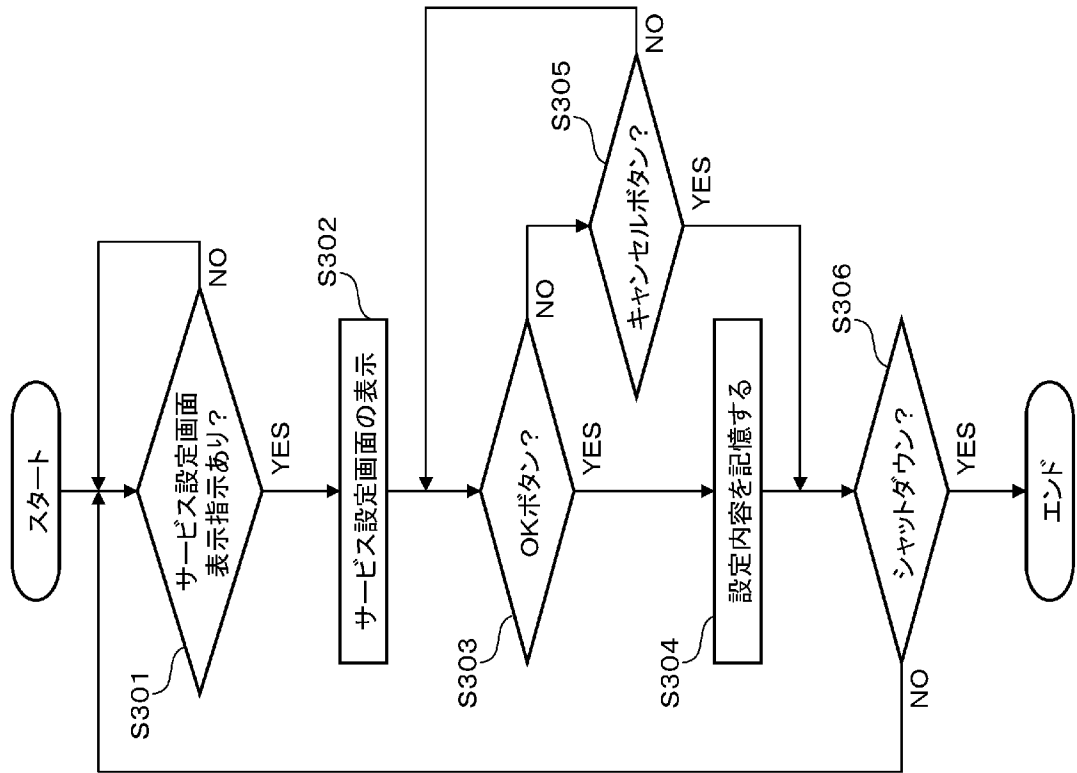 スタート
サービス設定画面
表示指示あり？
S301
NO
YES
サービス設定画面の表示
S302
OKボタン？
S303
NO
YES
キャンセルボタン？
S305
NO
YES
設定内容を記憶する
S304
シャットダウン？
S306
NO
YES
エンド